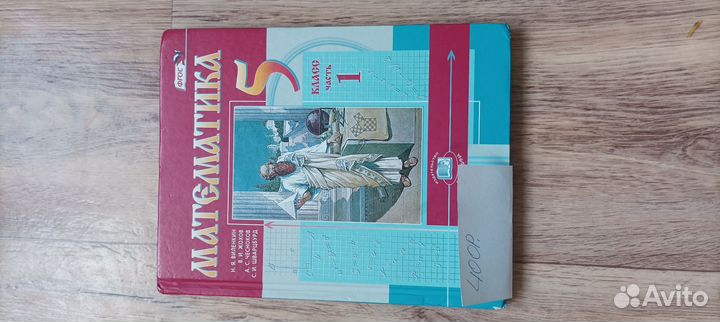 ФГОС
МАТЕМАТИКА
5
КЛАСС
часть
1
Н. Я. ВИЛЕНКИН
В. И. ЖОХОВ
А. С. ЧЕСНОКОВ
С. И. ШВАРЦБУРД
400р.
Avito